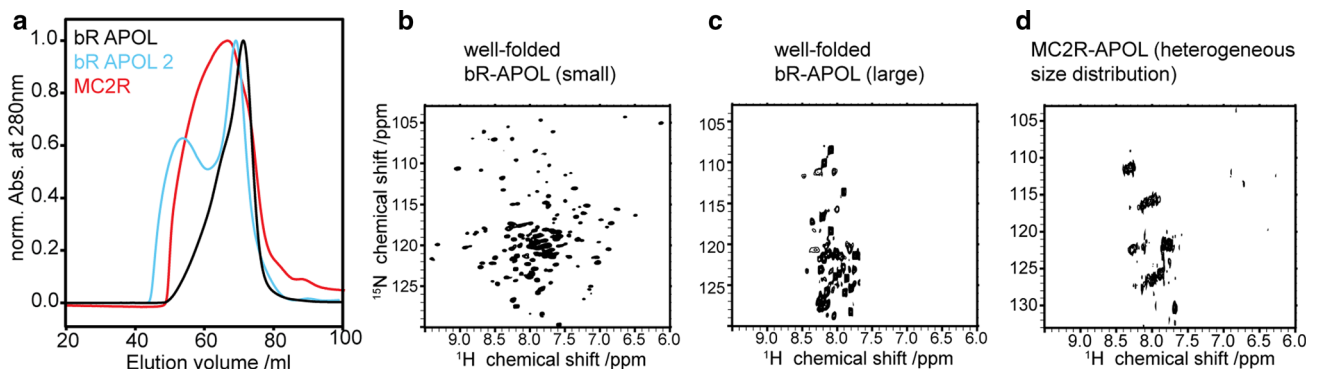 a
bR APOL
bR APOL 2
MC2R
norm. Abs. at 280nm
1.0
0.8
0.6
0.4
0.2
0.0
20 40 60 80 100
Elution volume /ml
b
well-folded
bR-APOL (small)
105
110
115
120
125
15N chemical shift /ppm
9.0 8.5 8.0 7.5 7.0 6.5 6.0
1H chemical shift /ppm
c
well-folded
bR-APOL (large)
105
110
115
120
125
9.0 8.5 8.0 7.5 7.0 6.5 6.0
1H chemical shift /ppm
d
MC2R-APOL (heterogeneous
size distribution)
105
110
115
120
125
130
9.0 8.5 8.0 7.5 7.0 6.5 6.0
1H chemical shift /ppm